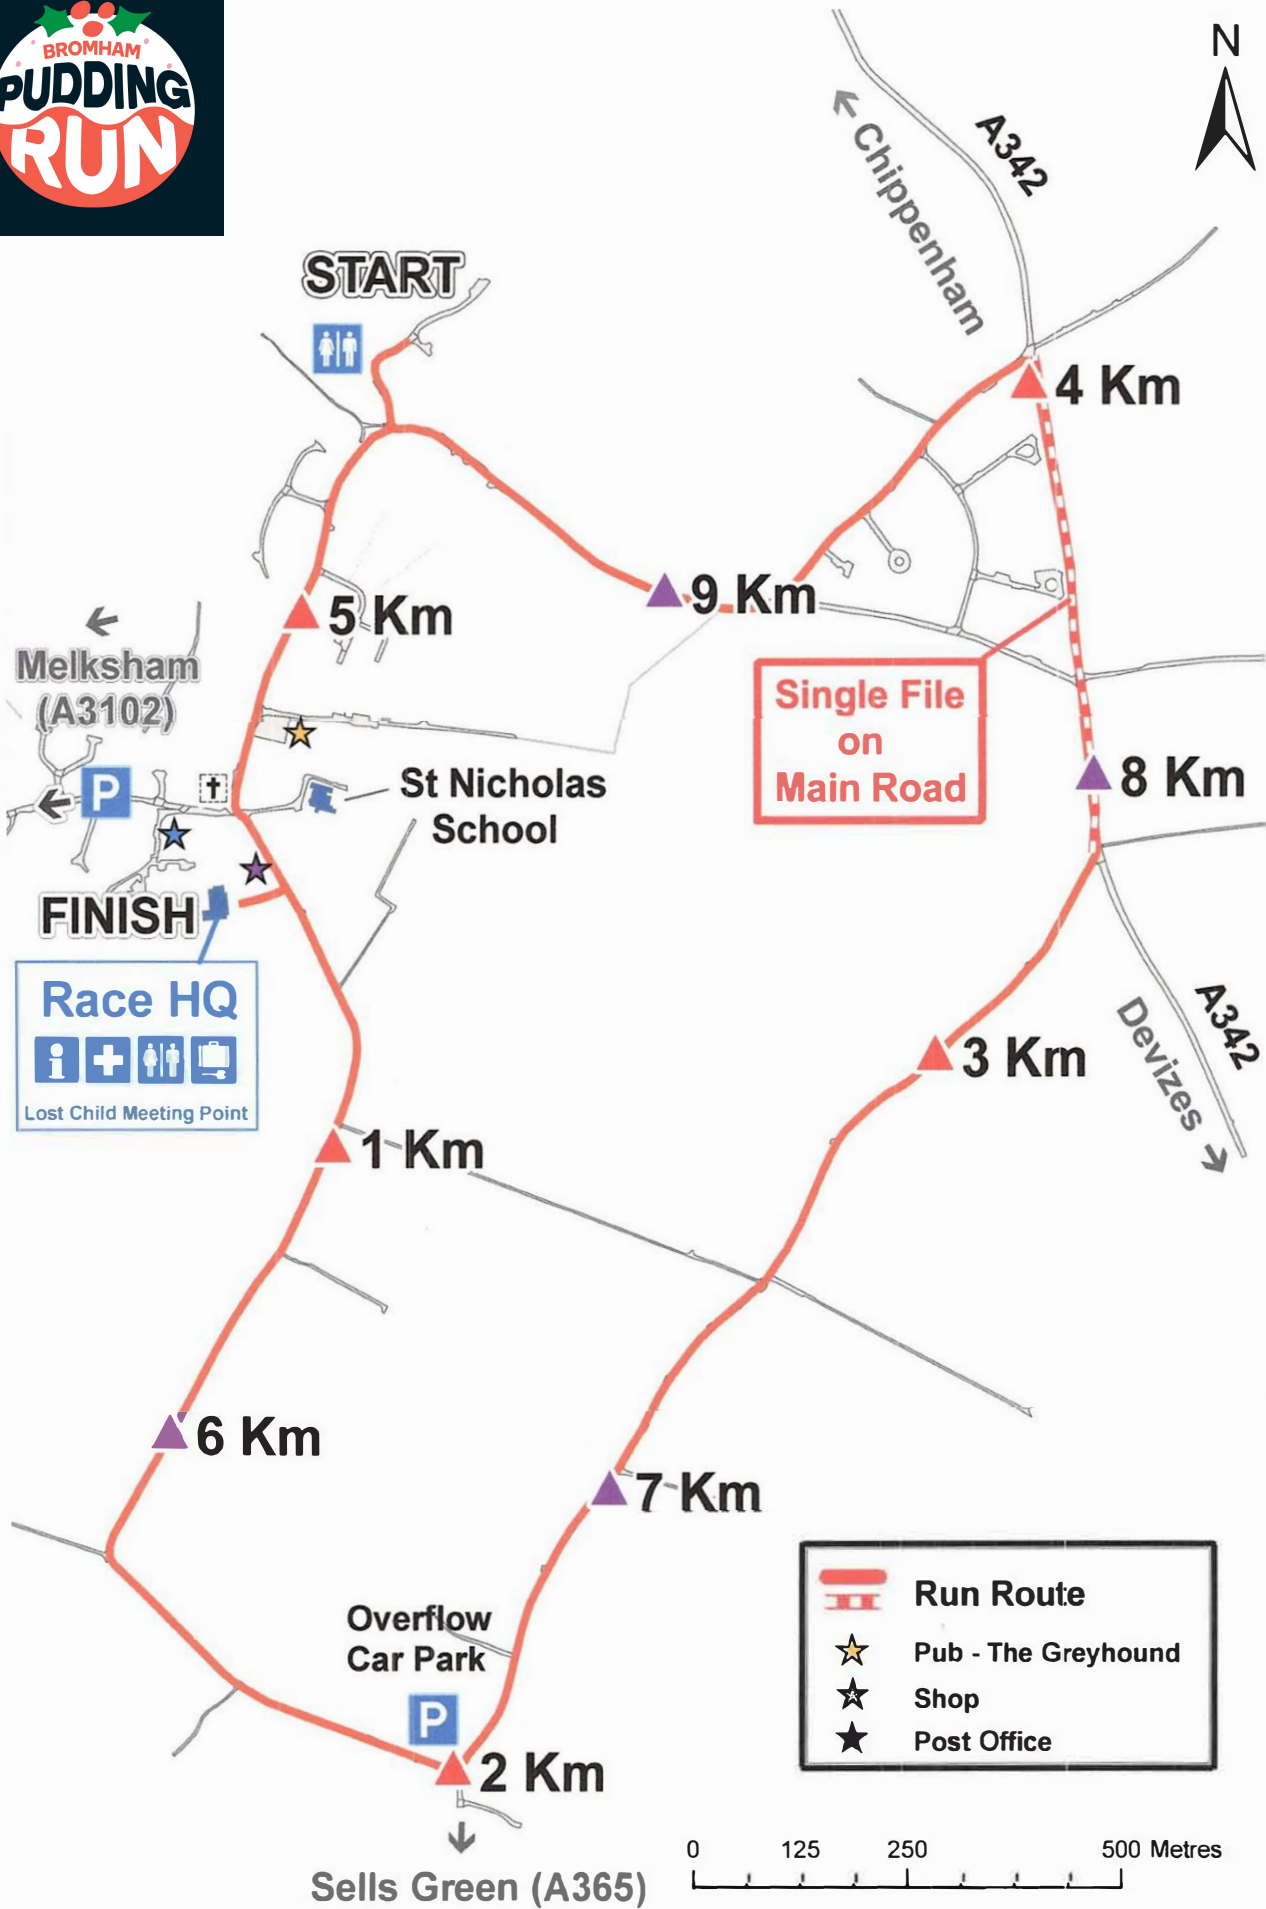 BROMHAM
PUDDING
RUN
N
A342
Chippenham
START
4 Km
9 Km
5 Km
Melksham
(A3102)
Single File
on
Main Road
8 Km
P
St Nicholas
School
FINISH
Race HQ
i
Lost Child Meeting Point
A342
Devizes
3 Km
1 Km
6 Km
7 Km
Overflow
Car Park
P
2 Km
Run Route
Pub - The Greyhound
Shop
Post Office
0 125 250 500 Metres
Sells Green (A365)